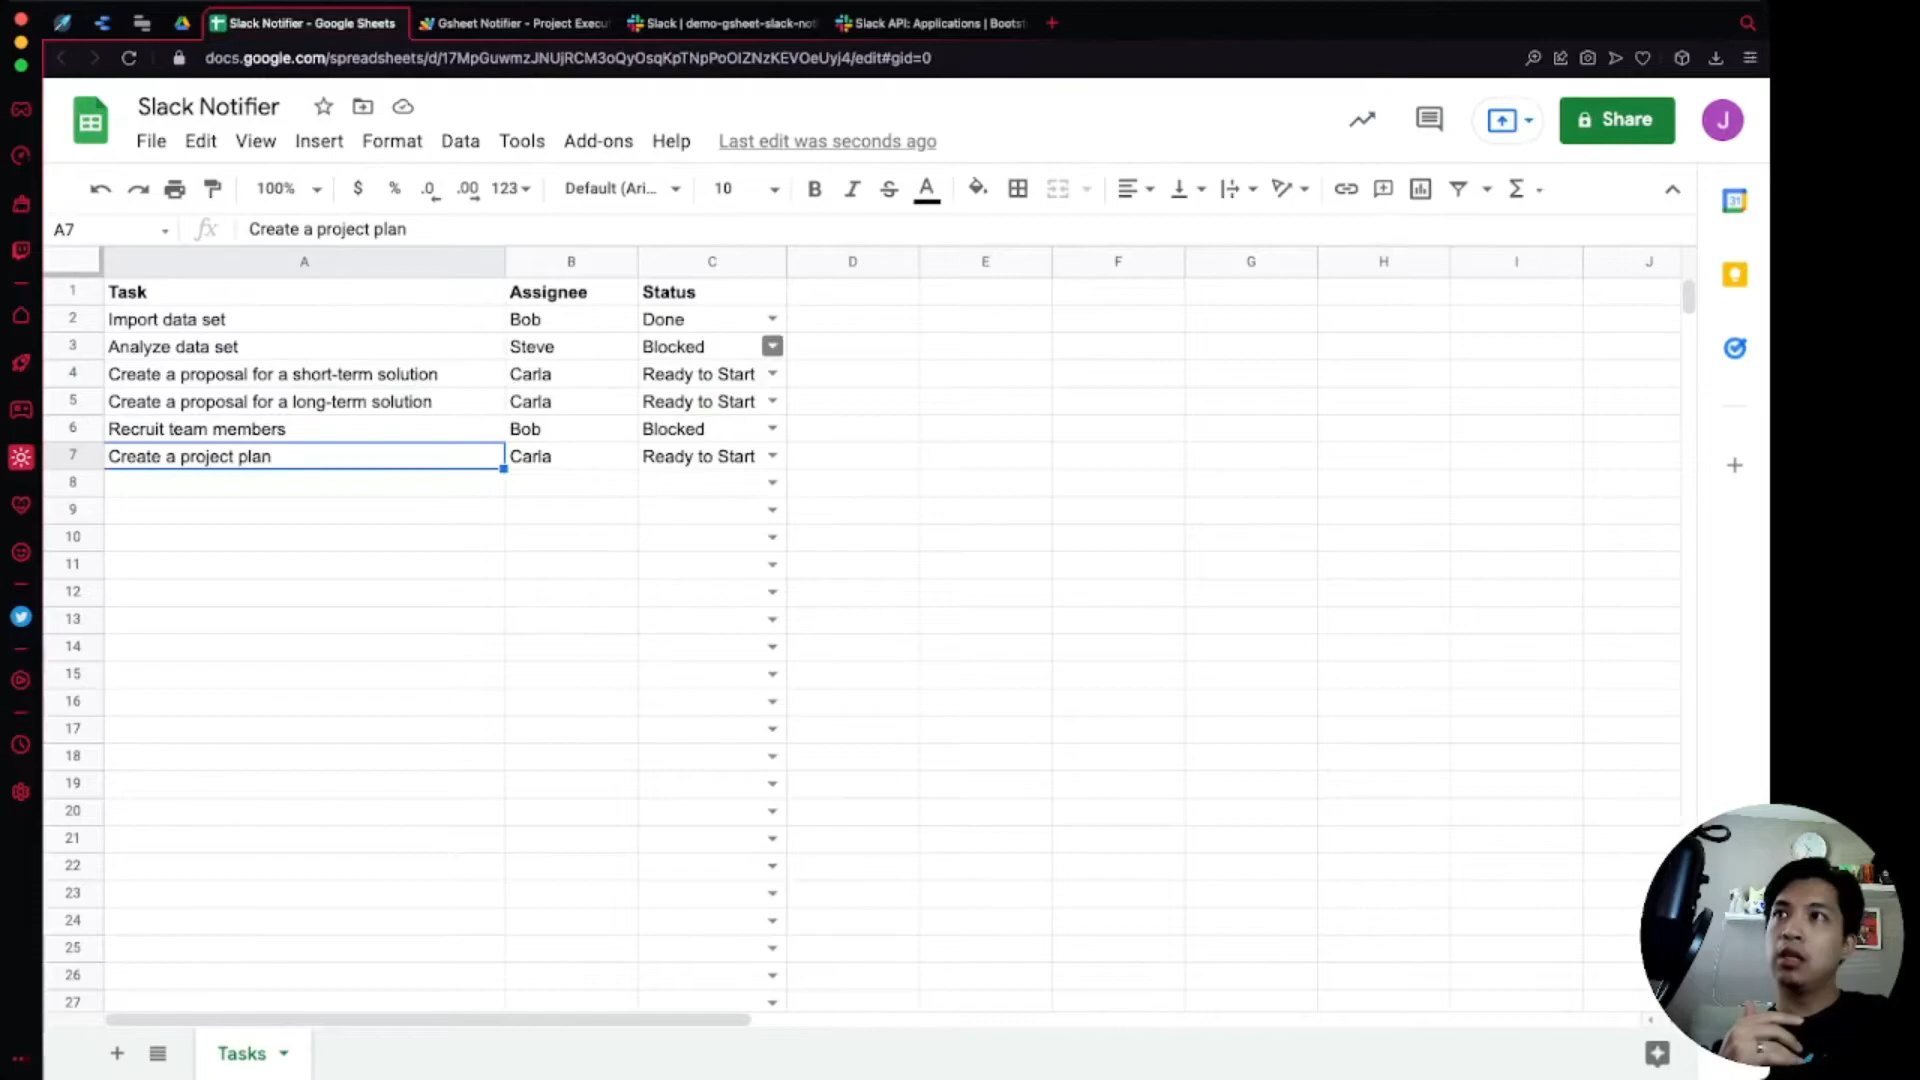 Slack Notifier - Google Sheets
Gsheet Notifier - Project Execu
Slack | demo-gsheet-slack-not
Slack API: Applications | Bootst
docs.google.com/spreadsheets/d/17MpGuwmzJNUjRCM3oQyOsqKpTNpPoOIZNzKEVOeUyj4/edit#gid=0
Slack Notifier
Share
J
File Edit View Insert Format Data Tools Add-ons Help Last edit was seconds ago
100% $ % .0 .00 123 Default (Ari... 10 B I S A
A7 fx Create a project plan
A B C D E F G H I J
1 Task Assignee Status
2 Import data set Bob Done
3 Analyze data set Steve Blocked
4 Create a proposal for a short-term solution Carla Ready to Start
5 Create a proposal for a long-term solution Carla Ready to Start
6 Recruit team members Bob Blocked
7 Create a project plan Carla Ready to Start
8
9
10
11
12
13
14
15
16
17
18
19
20
21
22
23
24
25
26
27
31
Tasks